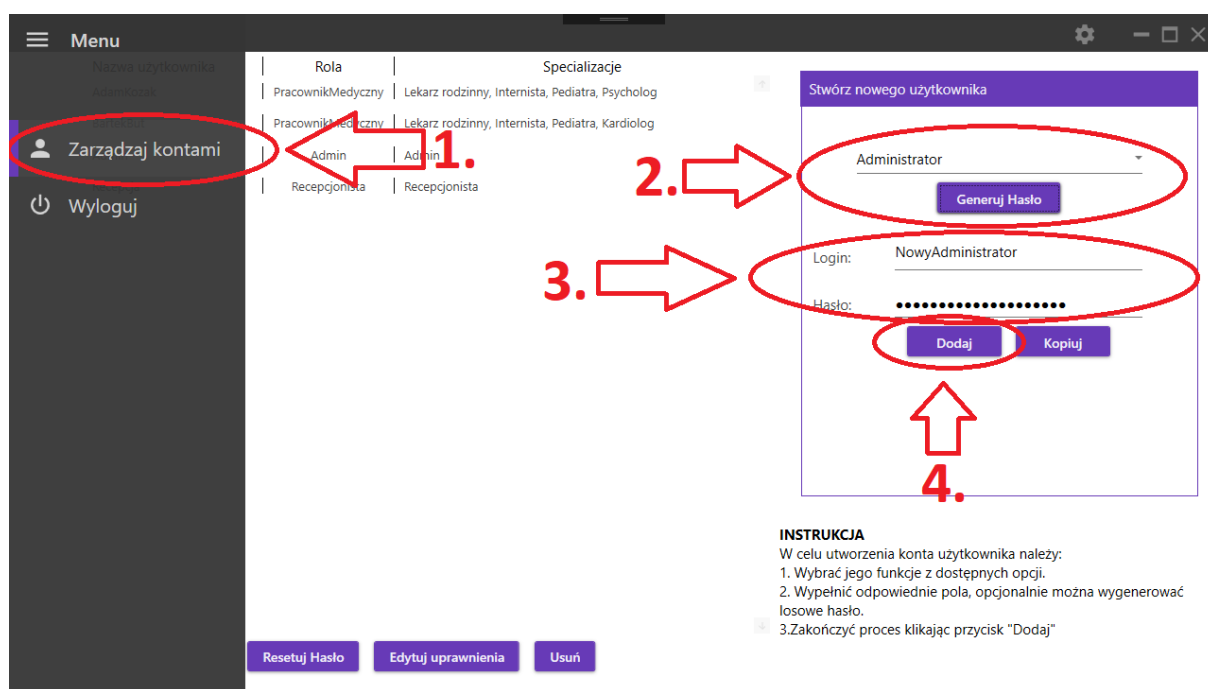 Menu
Nazwa użytkownika Rola Specializacje
AdamKozak PracownikMedyczny Lekarz rodzinny, Internista, Pediatra, Psycholog
PracownikMedyczny Lekarz rodzinny, Internista, Pediatra, Kardiolog
Admin Admin
Recepcjonista Recepcjonista
Zarządzaj kontami
Wyloguj
1.
Stwórz nowego użytkownika
2.
Administrator
Generuj Hasło
3.
Login: NowyAdministrator
Hasło: ••••••••••••••••••••
Dodaj Kopiuj
4.
INSTRUKCJA
W celu utworzenia konta użytkownika należy:
1. Wybrać jego funkcje z dostępnych opcji.
2. Wypełnić odpowiednie pola, opcjonalnie można wygenerować
losowe hasło.
3.Zakończyć proces klikając przycisk "Dodaj"
Resetuj Hasło Edytuj uprawnienia Usuń